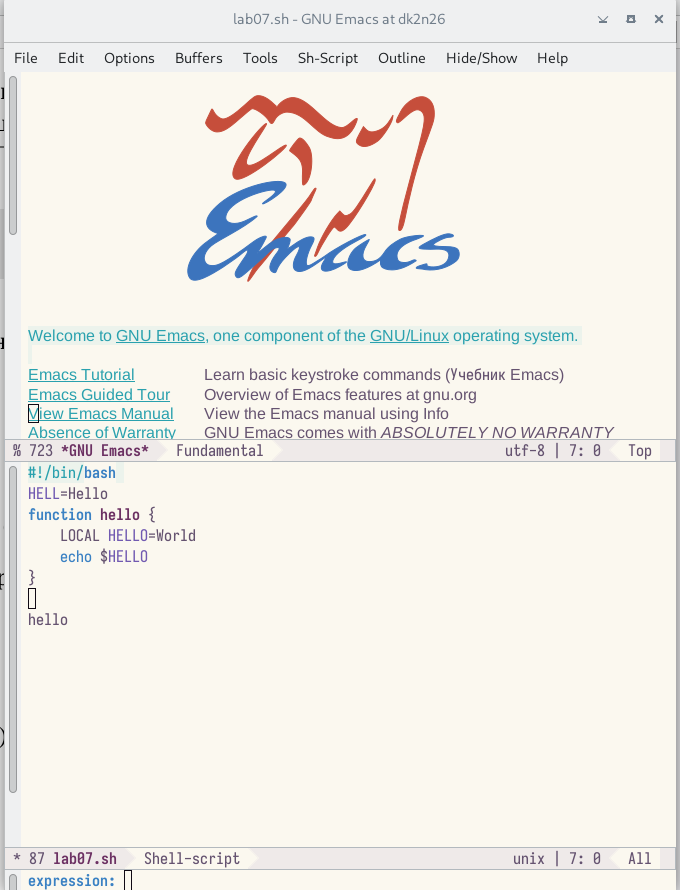 lab07.sh - GNU Emacs at dk2n26
File Edit Options Buffers Tools Sh-Script Outline Hide/Show Help
Emacs
Welcome to GNU Emacs, one component of the GNU/Linux operating system.
Emacs Tutorial Learn basic keystroke commands (Учебник Emacs)
Emacs Guided Tour Overview of Emacs features at gnu.org
View Emacs Manual View the Emacs manual using Info
Absence of Warranty GNU Emacs comes with ABSOLUTELY NO WARRANTY
% 723 *GNU Emacs* Fundamental utf-8 | 7: 0 Top
#!/bin/bash
HELL=Hello
function hello {
    LOCAL HELLO=World
    echo $HELLO
}
hello
* 87 lab07.sh Shell-script unix | 7: 0 All
expression: